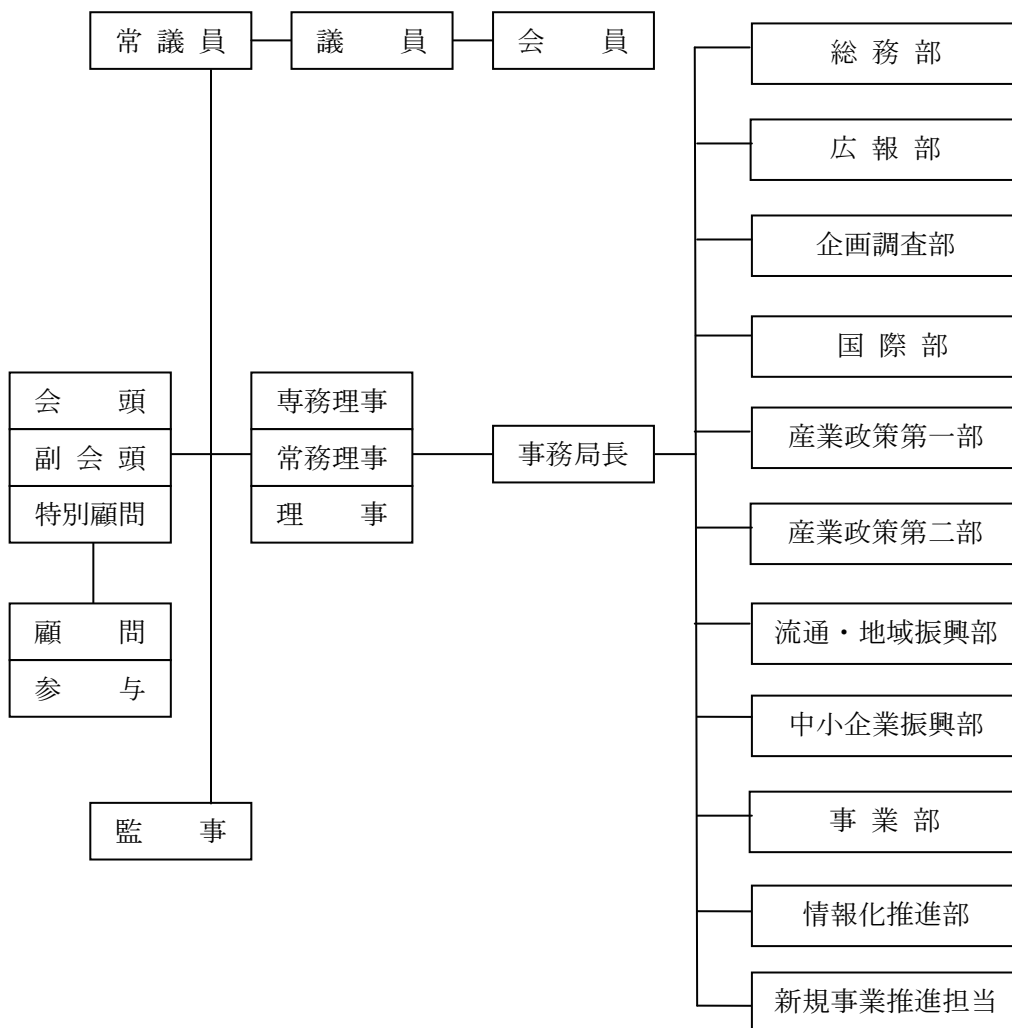 常議員
議員
会員
会頭
副会頭
特別顧問
顧問
参与
専務理事
常務理事
理事
監事
事務局長
総務部
広報部
企画調査部
国際部
産業政策第一部
産業政策第二部
流通・地域振興部
中小企業振興部
事業部
情報化推進部
新規事業推進担当